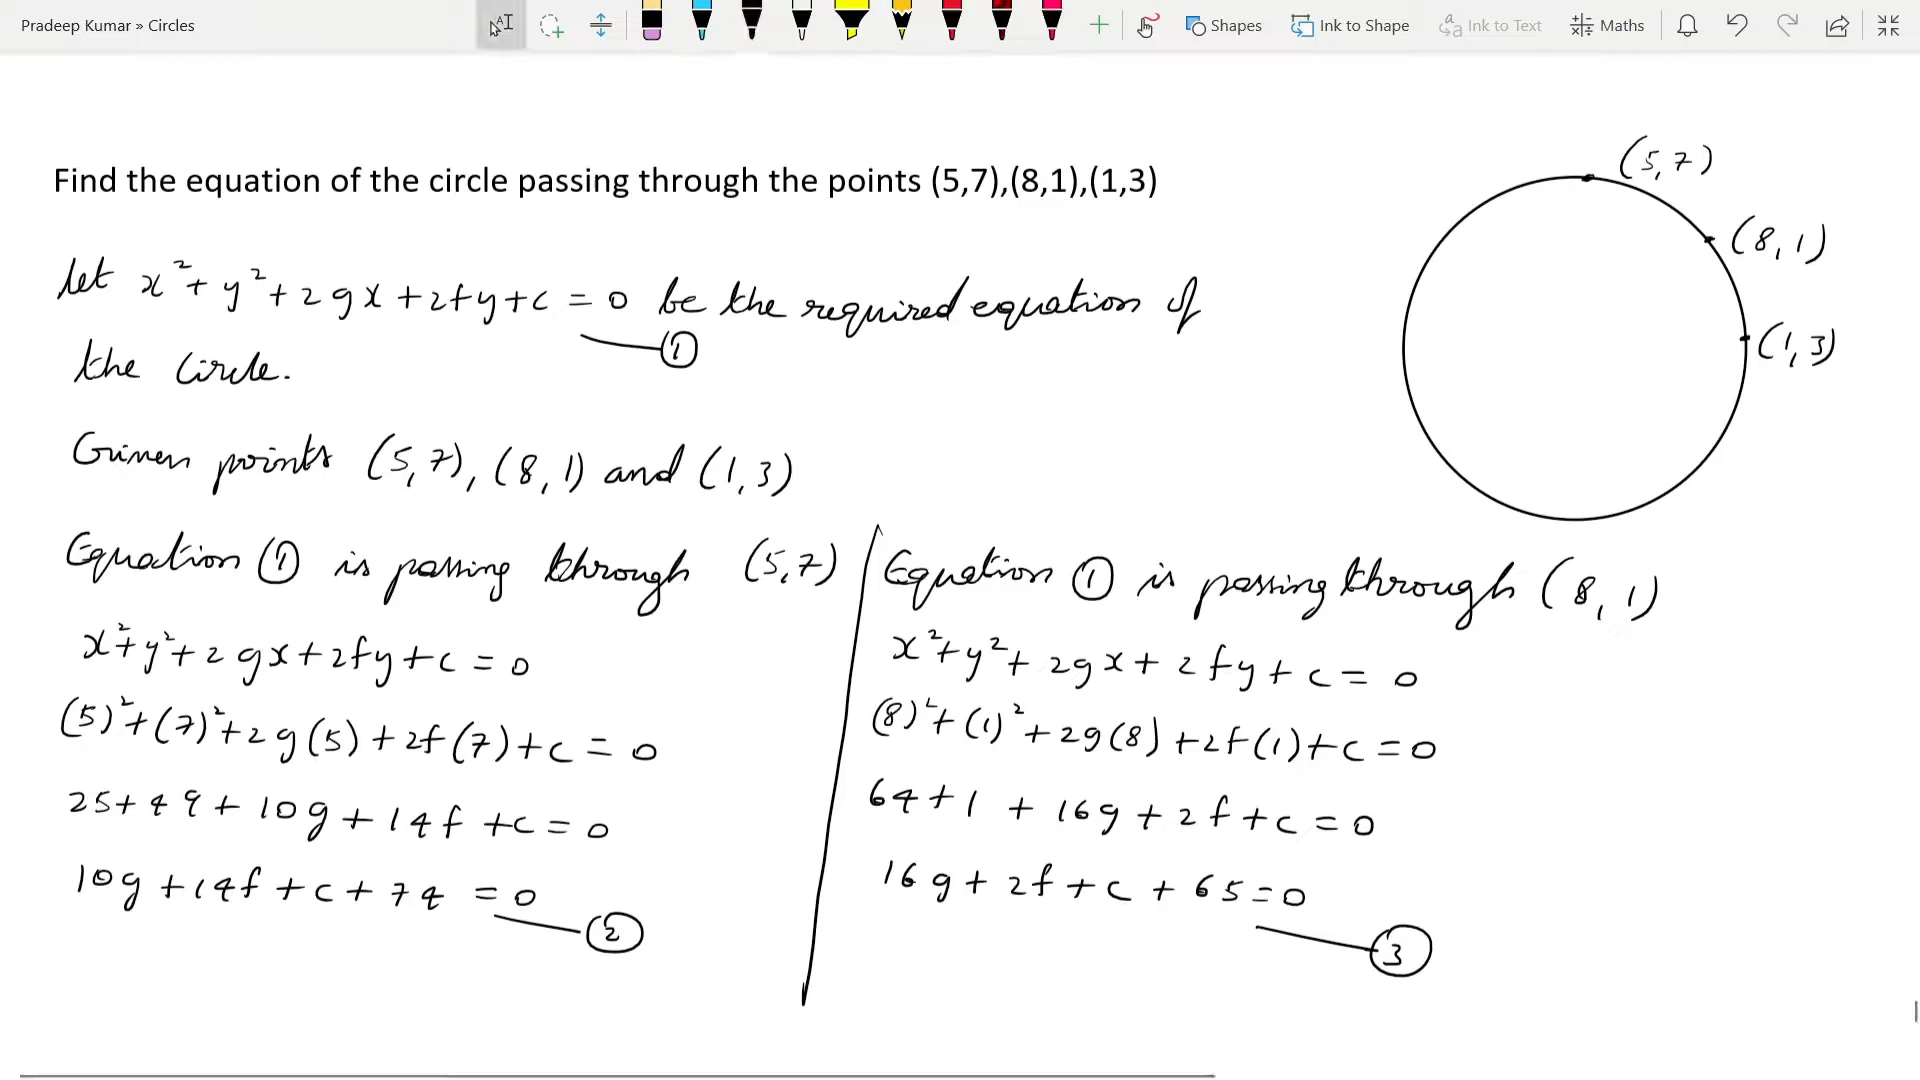 Pradeep Kumar » Circles
Shapes
Ink to Shape
Ink to Text
Maths
Find the equation of the circle passing through the points (5,7),(8,1),(1,3)
(5,7)
(8,1)
(1,3)
Let x²+y²+2gx+2fy+c=0 be the required equation of
①
the Circle.
Given points (5,7), (8,1) and (1,3)
Equation ① is passing through (5,7)
x²+y²+2gx+2fy+c=0
(5)²+(7)²+2g(5)+2f(7)+c=0
25+49+10g+14f+c=0
10g+14f+c+74=0
②
Equation ① is passing through (8,1)
x²+y²+2gx+2fy+c=0
(8)²+(1)²+2g(8)+2f(1)+c=0
64+1+16g+2f+c=0
16g+2f+c+65=0
③